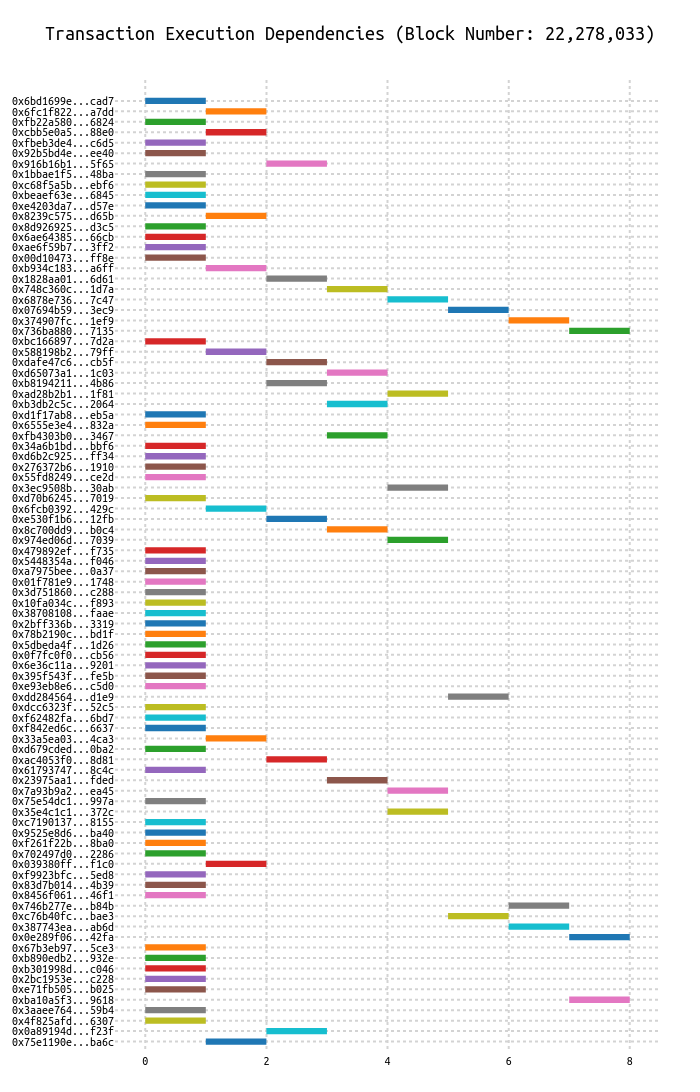 Transaction Execution Dependencies (Block Number: 22,278,033)
0x6bd1699e...cad7
0x6fc1f822...a7dd
0xfb22a580...6824
0xcbb5e0a5...88e0
0xfbeb3de4...c6d5
0x92b5bd4e...ee40
0x916b16b1...5f65
0x1bbae1f5...48ba
0xc68f5a5b...ebf6
0xbeaef63e...6845
0xe4203da7...d57e
0x8239c575...d65b
0x8d926925...d3c5
0x6ae64385...66cb
0xae6f59b7...3ff2
0x00d10473...ff8e
0xb934c183...a6ff
0x1828aa01...6d61
0x748c360c...1d7a
0x6878e736...7c47
0x07694b59...3ec9
0x374907fc...1ef9
0x736ba880...7135
0xbc166897...7d2a
0x588198b2...79ff
0xdafe47c6...cb5f
0xd65073a1...1c03
0xb8194211...4b86
0xad28b2b1...1f81
0xb3db2c5c...2064
0xd1f17ab8...eb5a
0x6555e3e4...832a
0xfb4303b0...3467
0x34a6b1bd...bbf6
0xd6b2c925...ff34
0x276372b6...1910
0x55fd8249...ce2d
0x3ec9508b...30ab
0xd70b6245...7019
0x6fcb0392...429c
0xe530f1b6...12fb
0x8c700dd9...b0c4
0x974ed06d...7039
0x479892ef...f735
0x5448354a...f046
0xa7975bee...0a37
0x01f781e9...1748
0x3d751860...c288
0x10fa034c...f893
0x38708108...faae
0x2bff336b...3319
0x78b2190c...bd1f
0x5dbeda4f...1d26
0x0f7fc0f0...cb56
0x6e36c11a...9201
0x395f543f...fe5b
0xe93eb8e6...c5d0
0xdd284564...d1e9
0xdcc6323f...52c5
0xf62482fa...6bd7
0xf842ed6c...6637
0x33a5ea03...4ca3
0xd679cded...0ba2
0xac4053f0...8d81
0x61793747...8c4c
0x23975aa1...fded
0x7a93b9a2...ea45
0x75e54dc1...997a
0x35e4c1c1...372c
0xc7190137...8155
0x9525e8d6...ba40
0xf261f22b...8ba0
0x702497d0...2286
0x039380ff...f1c0
0xf9923bfc...5ed8
0x83d7b014...4b39
0x8456f061...46f1
0x746b277e...b84b
0xc76b40fc...bae3
0x387743ea...ab6d
0x0e289f06...42fa
0x67b3eb97...5ce3
0xb890edb2...932e
0xb301998d...c046
0x2bc1953e...c228
0xe71fb505...b025
0xba10a5f3...9618
0x3aaee764...59b4
0x4f825afd...6307
0x0a89194d...f23f
0x75e1190e...ba6c
0 2 4 6 8